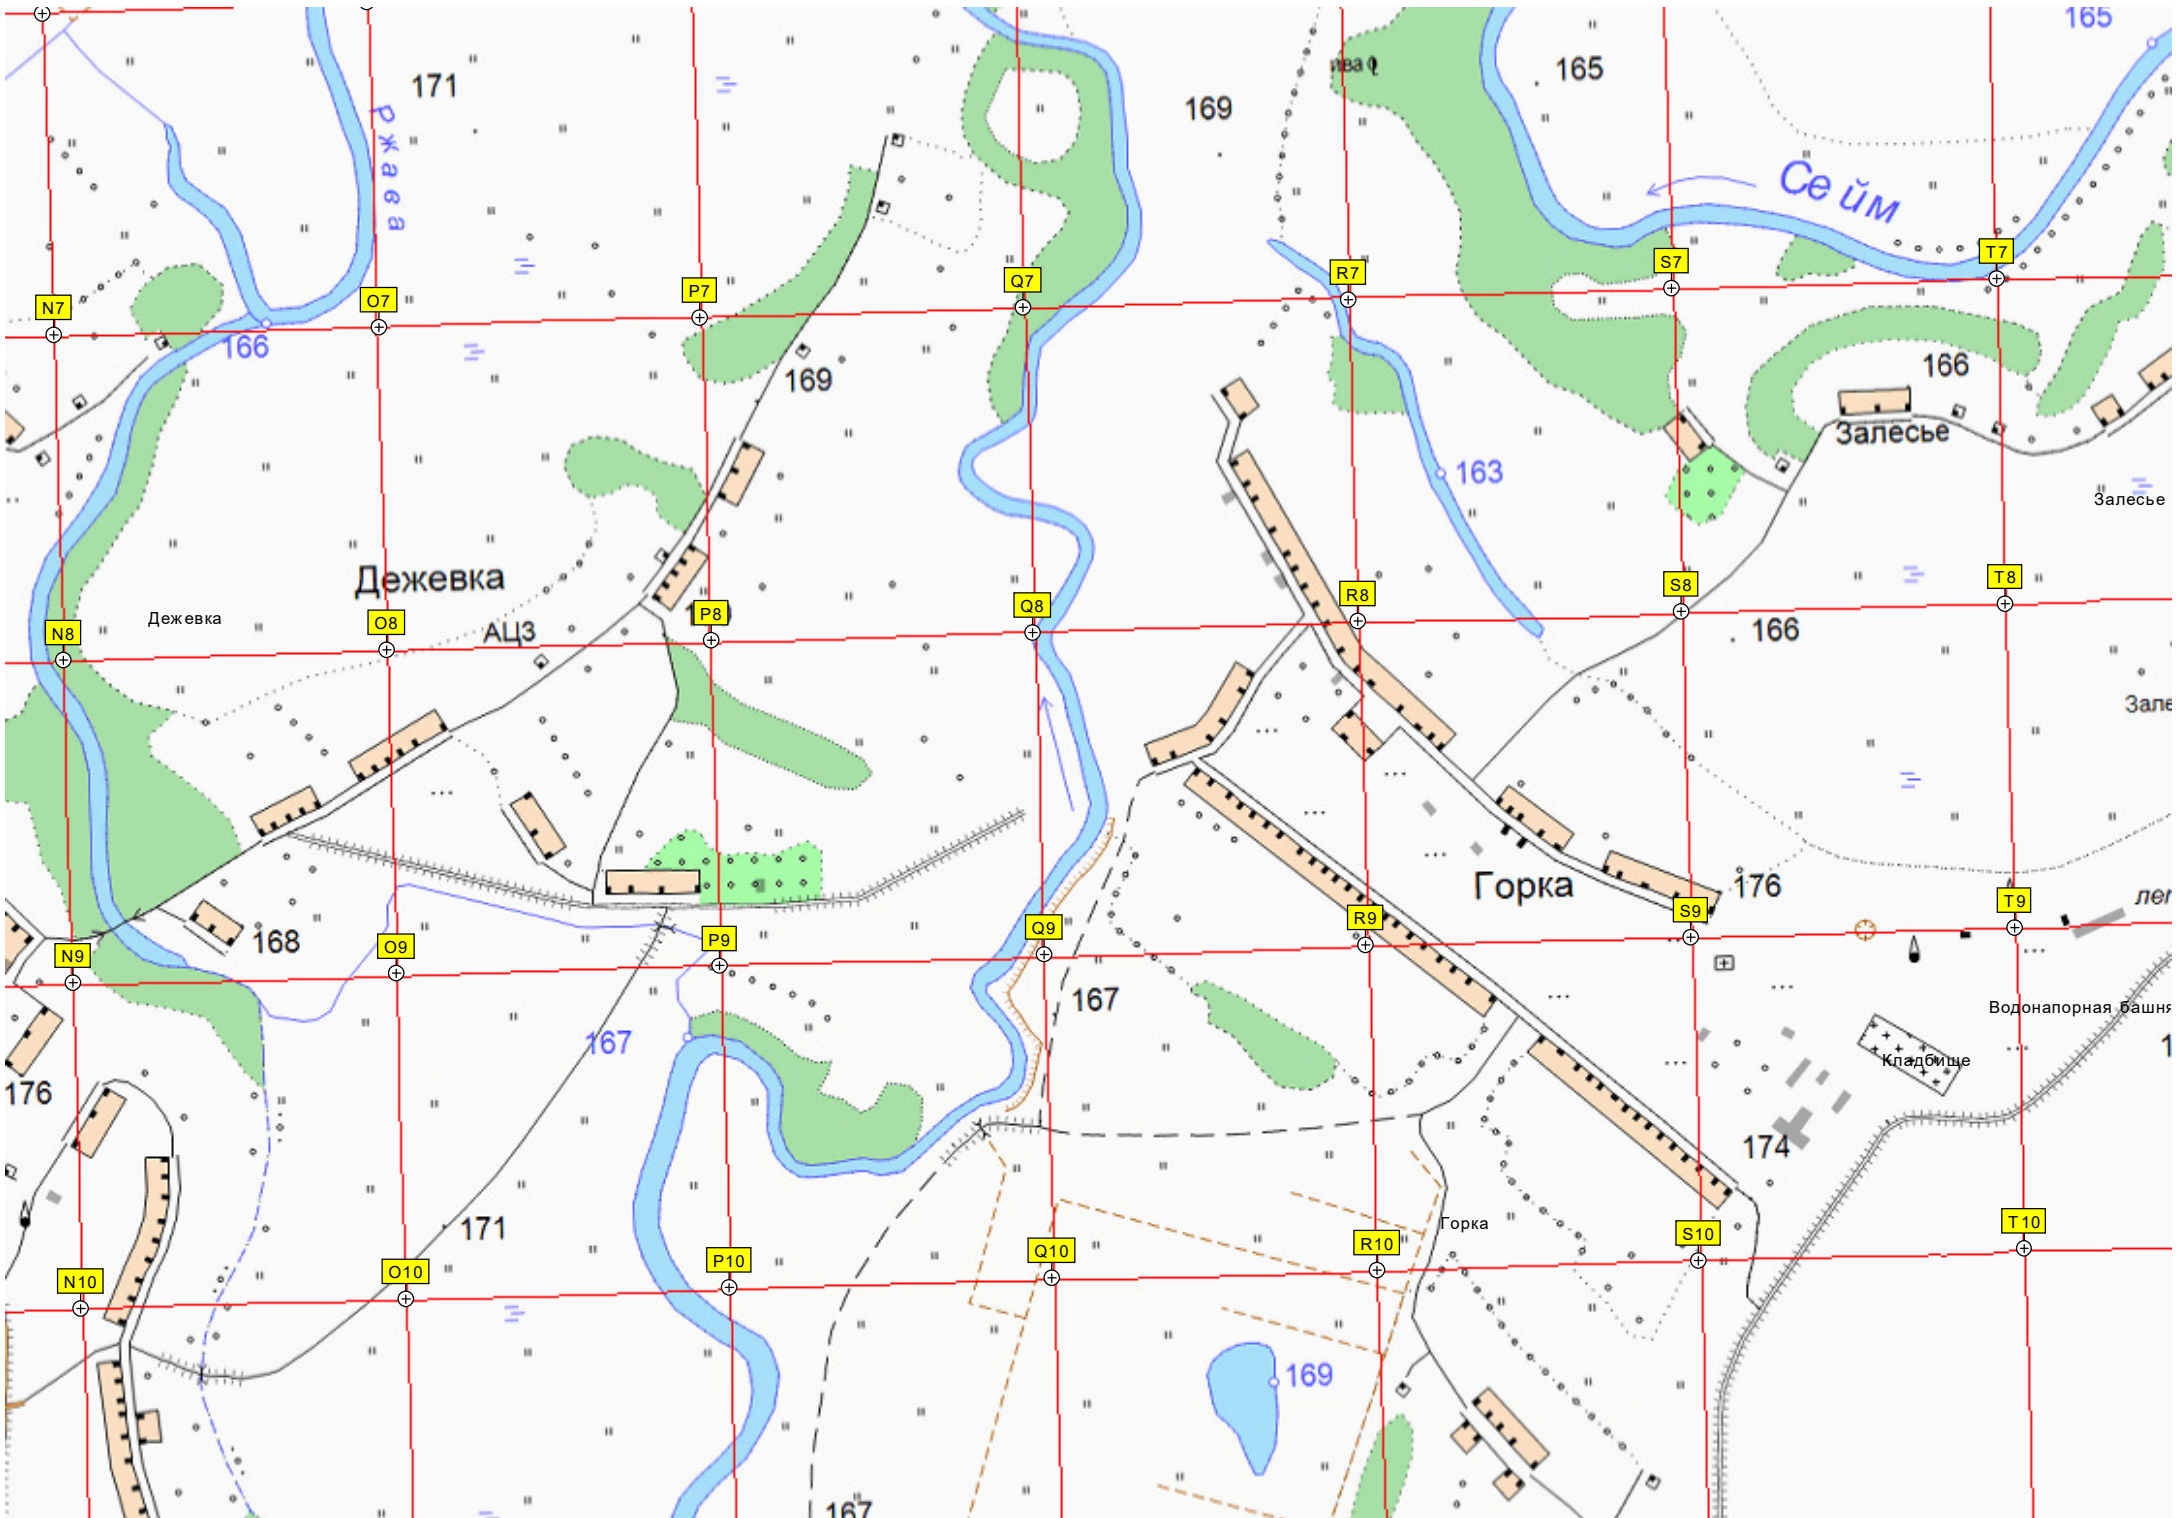 165
171
ива
169
165
Ржава
Сейм
T7
S7
R7
Q7
P7
O7
N7
166
169
166
Залесье
163
Залесье
Дежевка
T8
S8
R8
Q8
P8
Дежевка
O8
N8
АЦЗ
166
Горка
176
T9
S9
R9
Q9
P9
O9
N9
168
167
167
Водонапорная башня
Кладбище
176
174
171
Горка
T10
S10
R10
Q10
P10
O10
N10
169
167